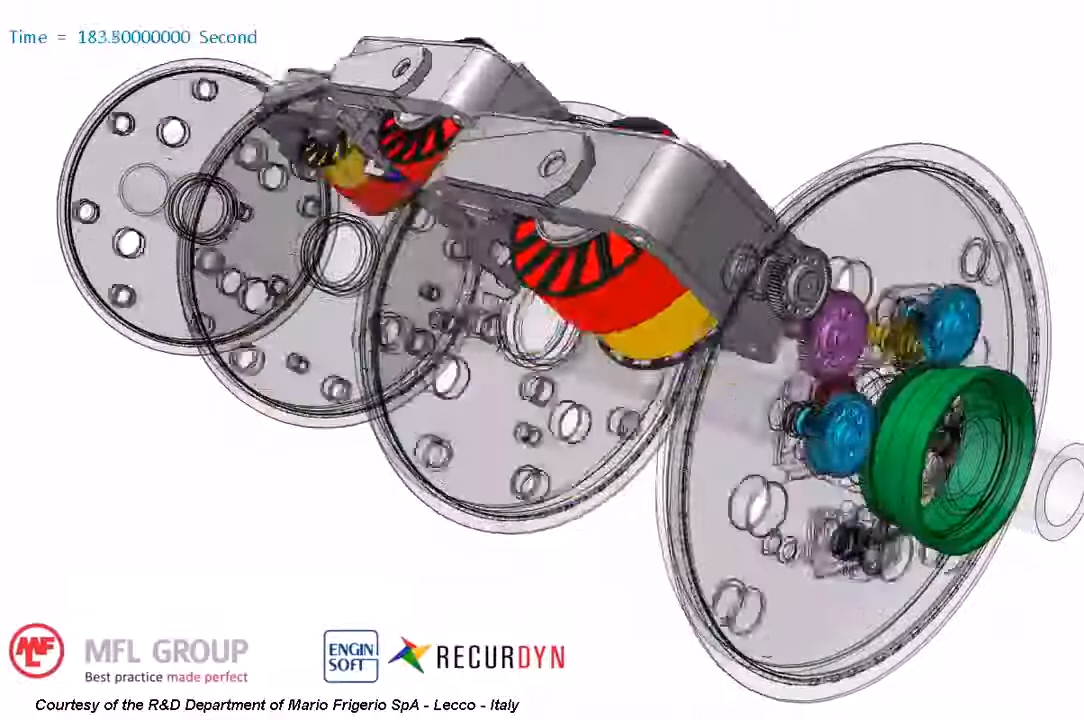 Time = 183.50000000 Second
MFL
MFL GROUP
Best practice made perfect
ENGIN
SOFT
RECURDYN
Courtesy of the R&D Department of Mario Frigerio SpA - Lecco - Italy